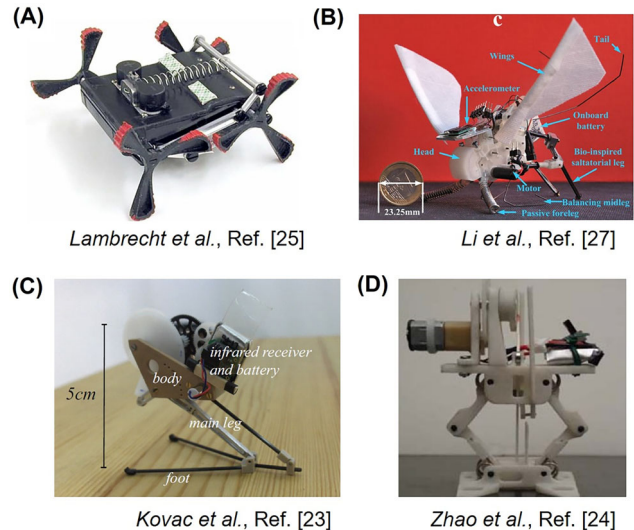 (A)
Lambrecht et al., Ref. [25]
(B)
c
Tail
Wings
Accelerometer
Onboard
battery
Head
Bio-inspired
saltatorial leg
Motor
Balancing midleg
23.25mm
Passive foreleg
Li et al., Ref. [27]
(C)
infrared receiver
and battery
body
5cm
main leg
foot
Kovac et al., Ref. [23]
(D)
Zhao et al., Ref. [24]